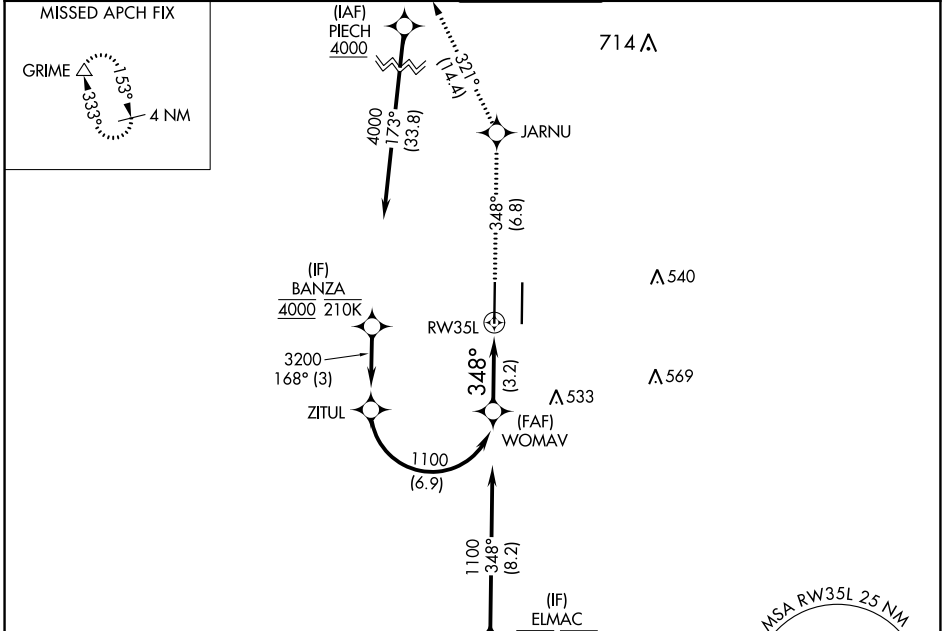 MISSED APCH FIX
GRIME
153°
333°
4 NM
(IAF)
PIECH
4000
4000
173°
(33.8)
321°
(14.4)
714
JARNU
348°
(6.8)
(IF)
BANZA
4000 210K
540
RW35L
3200
168° (3)
348°
(3.2)
569
533
ZITUL
(FAF)
WOMAV
1100
(6.9)
1100
348°
(8.2)
(IF)
ELMAC
MSA RW35L 25 NM